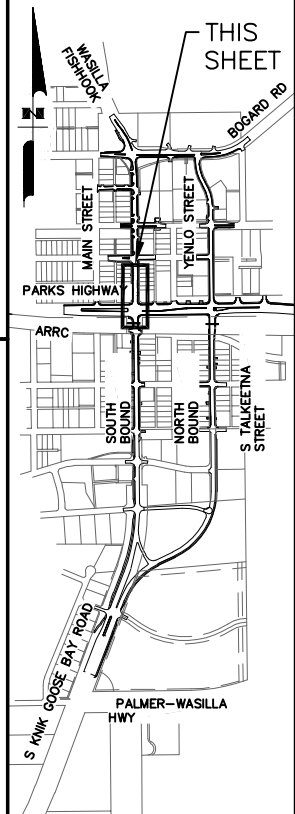 THIS
SHEET
WASILLA
FISHHOOK
BOGARD RD
MAIN STREET
YENLO STREET
PARKS HIGHWAY
ARRC
SOUTH
BOUND
NORTH
BOUND
S TALKEETNA
STREET
S KNIK GOOSE BAY ROAD
PALMER-WASILLA
HWY
N